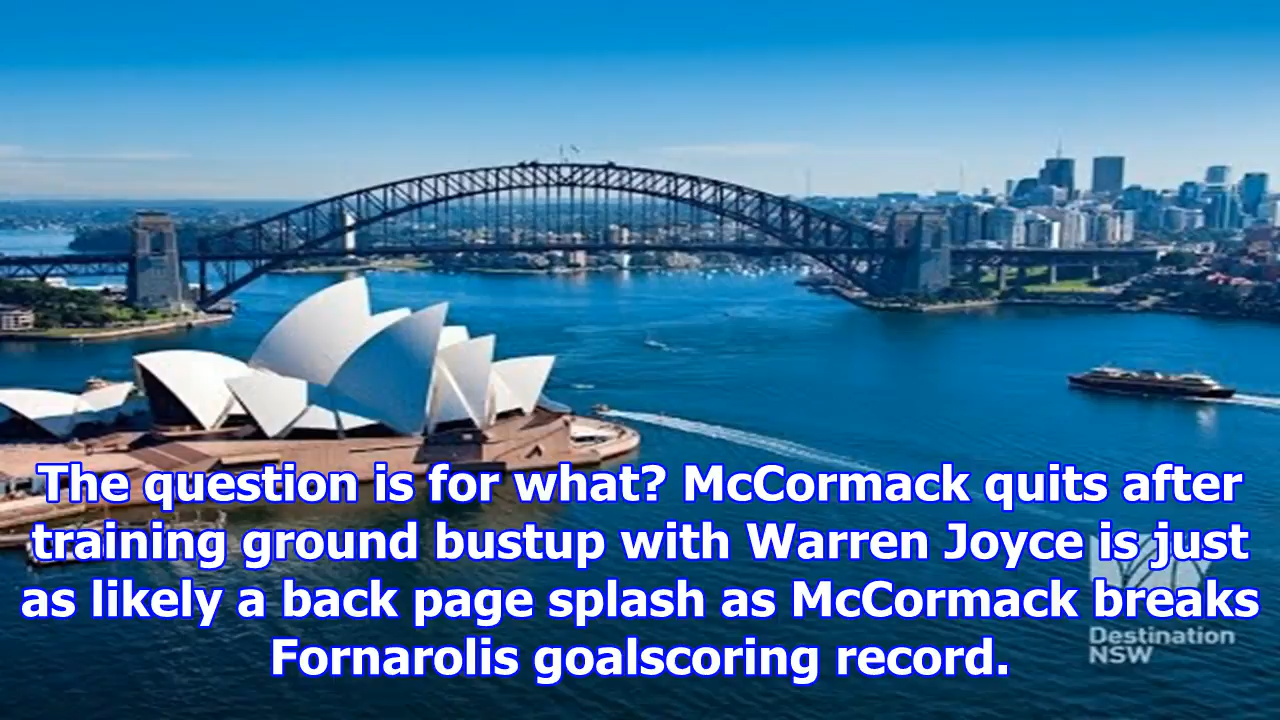 The question is for what? McCormack quits after
training ground bustup with Warren Joyce is just
as likely a back page splash as McCormack breaks
Fornarolis goalscoring record.
Destination
NSW